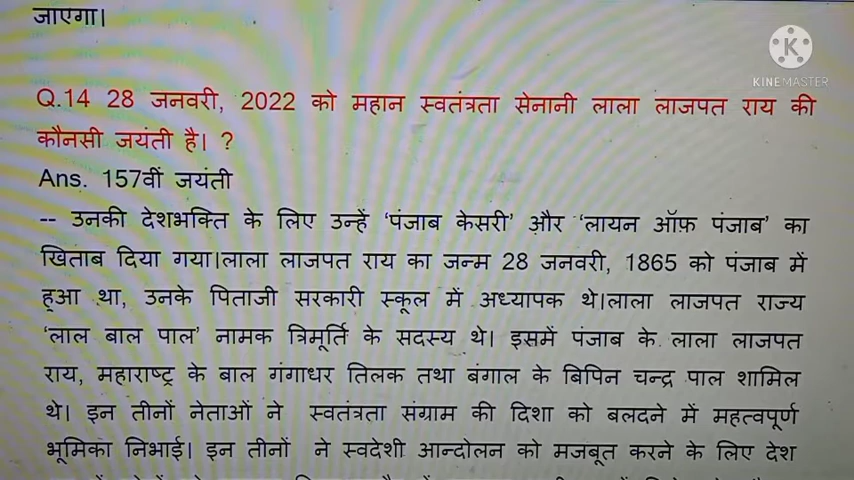 जाएगा।
KINEMASTER
Q.14 28 जनवरी, 2022 को महान स्वतंत्रता सेनानी लाला लाजपत राय की
कौनसी जयंती है। ?
Ans. 157वीं जयंती
-- उनकी देशभक्ति के लिए उन्हें 'पंजाब केसरी' और 'लायन ऑफ़ पंजाब' का
खिताब दिया गया।लाला लाजपत राय का जन्म 28 जनवरी, 1865 को पंजाब में
हुआ था, उनके पिताजी सरकारी स्कूल में अध्यापक थे।लाला लाजपत राज्य
'लाल बाल पाल' नामक त्रिमूर्ति के सदस्य थे। इसमें पंजाब के लाला लाजपत
राय, महाराष्ट्र के बाल गंगाधर तिलक तथा बंगाल के बिपिन चन्द्र पाल शामिल
थे। इन तीनों नेताओं ने स्वतंत्रता संग्राम की दिशा को बलदने में महत्वपूर्ण
भूमिका निभाई। इन तीनों ने स्वदेशी आन्दोलन को मजबूत करने के लिए देश